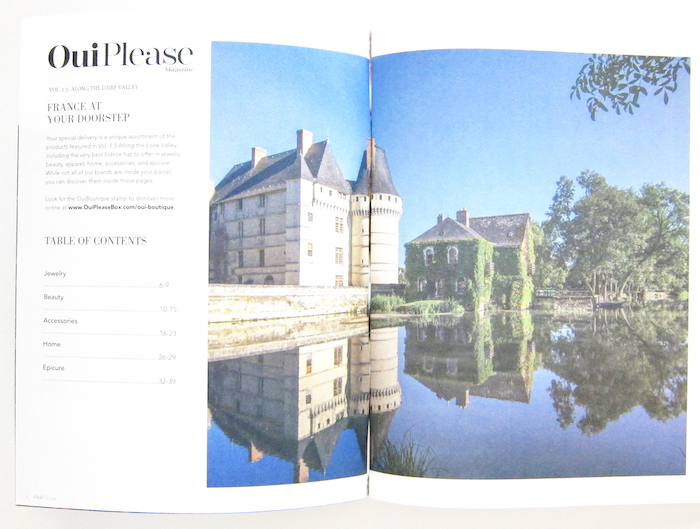 OuiPlease
Magazine
VOL. 1.5: ALONG THE LOIRE VALLEY
FRANCE AT
YOUR DOORSTEP
Your special delivery is a unique assortment of the
products featured in Vol. 1.5 Along the Loire Valley,
including the very best France has to offer in jewelry,
beauty, apparel, home, accessories, and epicure.
While not all of our brands are inside your parcel,
you can discover them inside these pages.
Look for the OuiBoutique stamp to discover more
online at www.OuiPleaseBox.com/oui-boutique.
TABLE OF CONTENTS
Jewelry
6-9
Beauty
10-15
Accessories
16-23
Home
26-29
Epicure
32-39